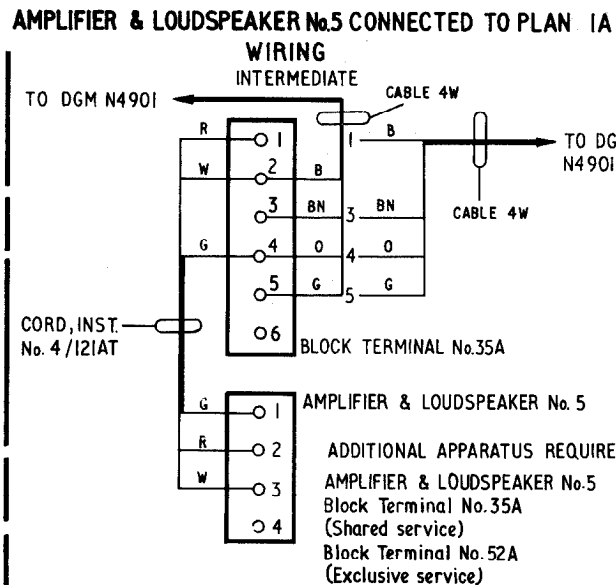 AMPLIFIER & LOUDSPEAKER No.5 CONNECTED TO PLAN 1A
WIRING
INTERMEDIATE
TO DGM N4901
CABLE 4W
R
1
1
B
TO DG
N4901
W
2
B
CABLE 4W
3
BN
3
BN
G
4
O
4
O
5
G
5
G
CORD, INST.
No. 4/121AT
6
BLOCK TERMINAL No.35A
G
1
AMPLIFIER & LOUDSPEAKER No. 5
R
2
ADDITIONAL APPARATUS REQUIRE
W
3
AMPLIFIER & LOUDSPEAKER No.5
Block Terminal No.35A
4
(Shared service)
Block Terminal No.52A
(Exclusive service)